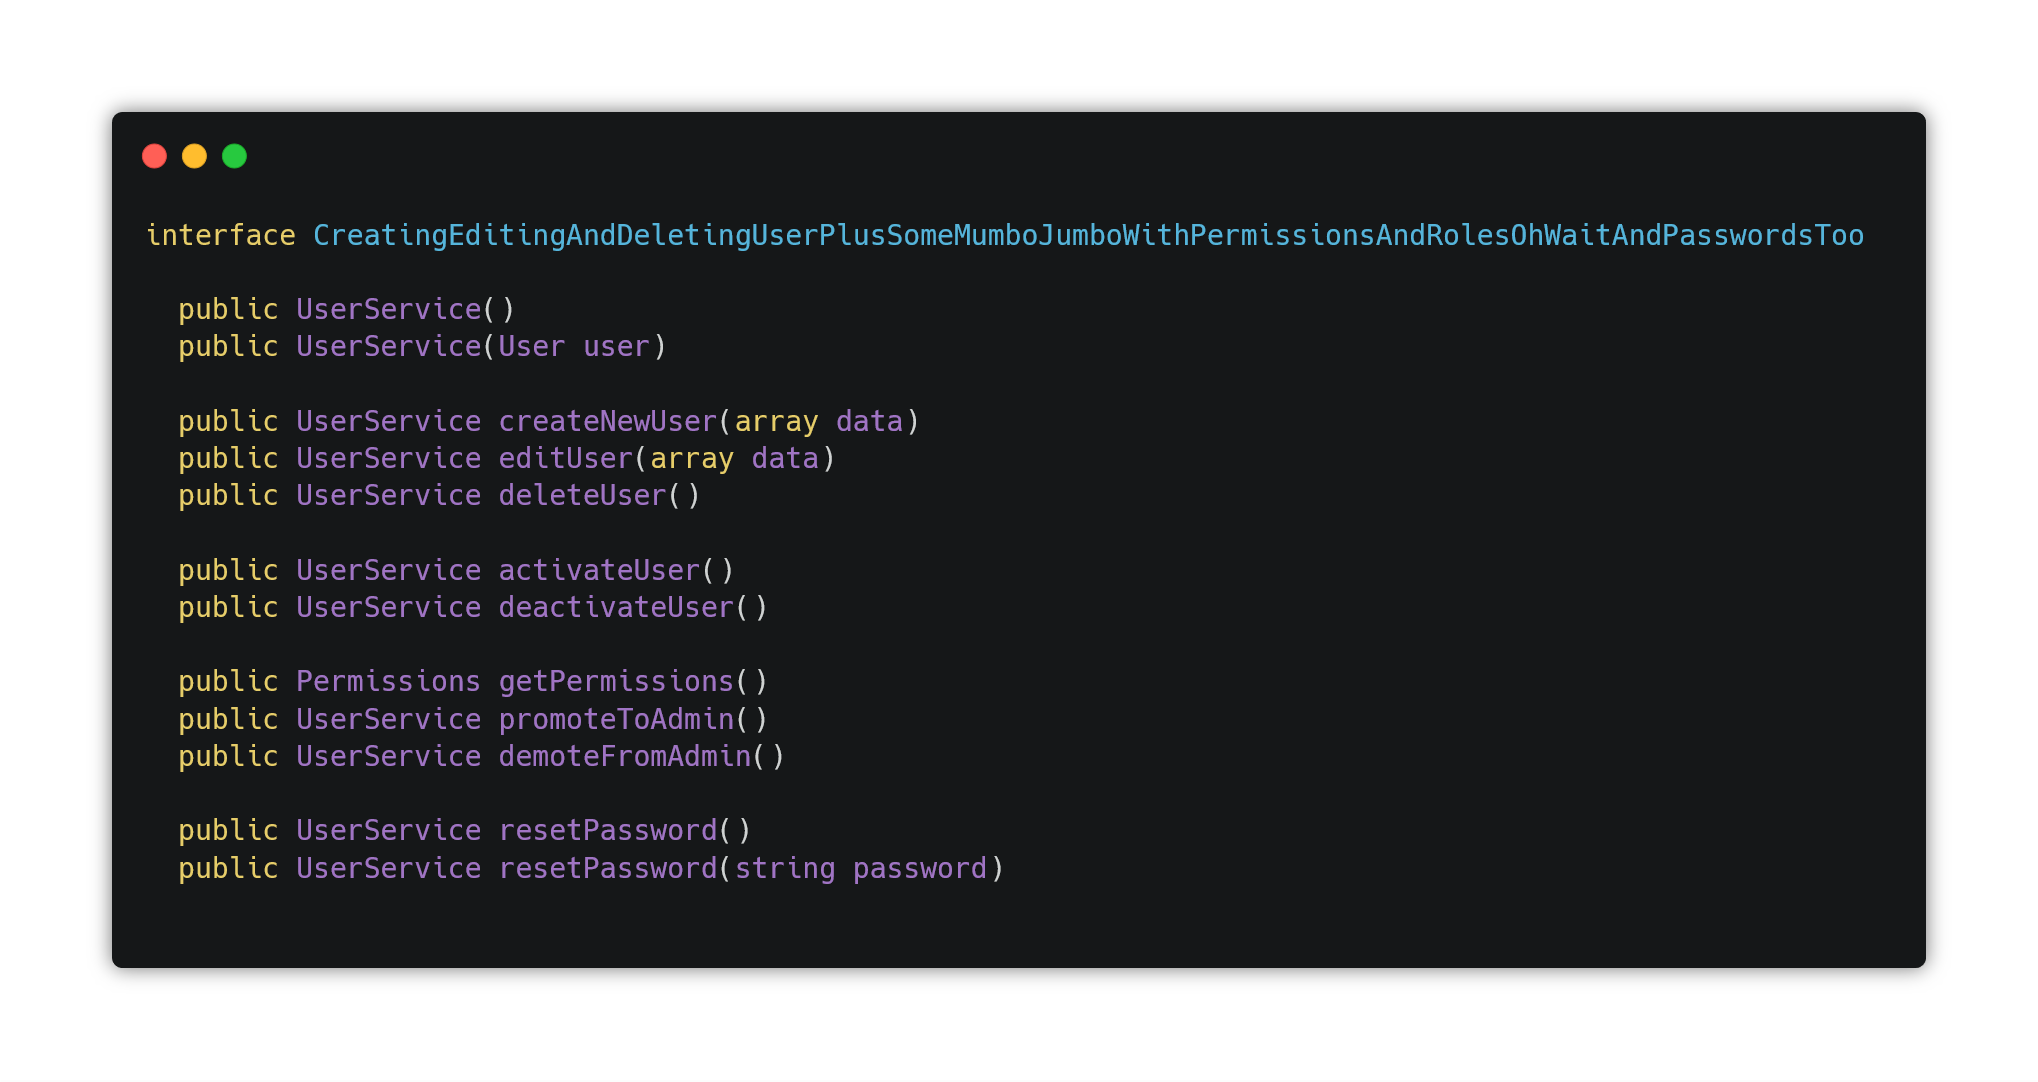 interface CreatingEditingAndDeletingUserPlusSomeMumboJumboWithPermissionsAndRolesOhWaitAndPasswordsToo
public UserService()
public UserService(User user)
public UserService createNewUser(array data)
public UserService editUser(array data)
public UserService deleteUser()
public UserService activateUser()
public UserService deactivateUser()
public Permissions getPermissions()
public UserService promoteToAdmin()
public UserService demoteFromAdmin()
public UserService resetPassword()
public UserService resetPassword(string password)